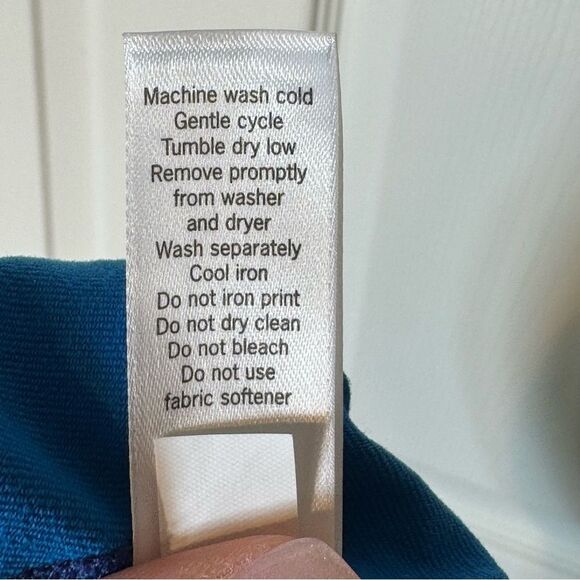 Machine wash cold
Gentle cycle
Tumble dry low
Remove promptly
from washer
and dryer
Wash separately
Cool iron
Do not iron print
Do not dry clean
Do not bleach
Do not use
fabric softener